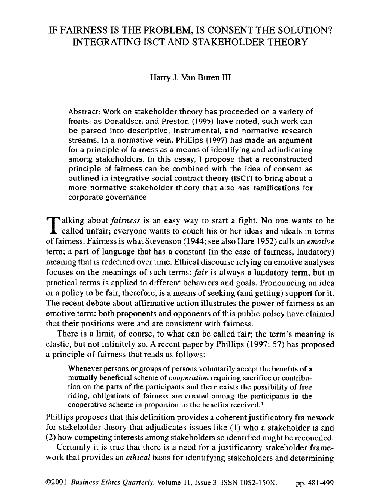 IF FAIRNESS IS THE PROBLEM, IS CONSENT THE SOLUTION?
INTEGRATING ISCT AND STAKEHOLDER THEORY
Harry J. Van Buren III
Abstract: Work on stakeholder theory has proceeded on a variety of
fronts; as Donaldson and Preston (1995) have noted, such work can
be parsed into descriptive, instrumental, and normative research
streams. In a normative vein, Phillips (1997) has made an argument
for a principle of fairness as a means of identifying and adjudicating
among stakeholders. In this essay, I propose that a reconstructed
principle of fairness can be combined with the idea of consent as
outlined in integrative social contract theory (ISCT) to bring about a
more normative stakeholder theory that also has ramifications for
corporate governance
Talking about fairness is an easy way to start a fight. No one wants to be
called unfair; everyone wants to couch his or her ideas and ideals in terms
of fairness. Fairness is what Stevenson (1944; see also Hare 1952) calls an emotive
term; a part of language that has a constant (in the case of fairness, laudatory)
meaning that is redefined over time. Ethical discourse relying on emotive analyses
focuses on the meanings of such terms: fair is always a laudatory term, but in
practical terms is applied to different behaviors and goals. Pronouncing an idea
or a policy to be fair, therefore, is a means of seeking (and getting) support for it.
The recent debate about affirmative action illustrates the power of fairness as an
emotive term: both proponents and opponents of this public policy have claimed
that their positions were and are consistent with fairness.
There is a limit, of course, to what can be called fair; the term's meaning is
elastic, but not infinitely so. A recent paper by Phillips (1997: 57) has proposed
a principle of fairness that reads as follows:
Whenever persons or groups of persons voluntarily accept the benefits of a
mutually beneficial scheme of cooperation requiring sacrifice or contribu-
tion on the parts of the participants and there exists the possibility of free
riding, obligations of fairness are created among the participants in the
cooperative scheme in proportion to the benefits received.¹
Phillips proposes that this definition provides a coherent justificatory framework
for stakeholder theory that adjudicates issues like (1) who a stakeholder is and
(2) how competing interests among stakeholders so identified might be reconciled.
Certainly it is true that there is a need for a justificatory stakeholder frame-
work that provides an ethical basis for identifying stakeholders and determining
©2001 Business Ethics Quarterly, Volume 11, Issue 3. ISSN 1052-150X. pp. 481–499